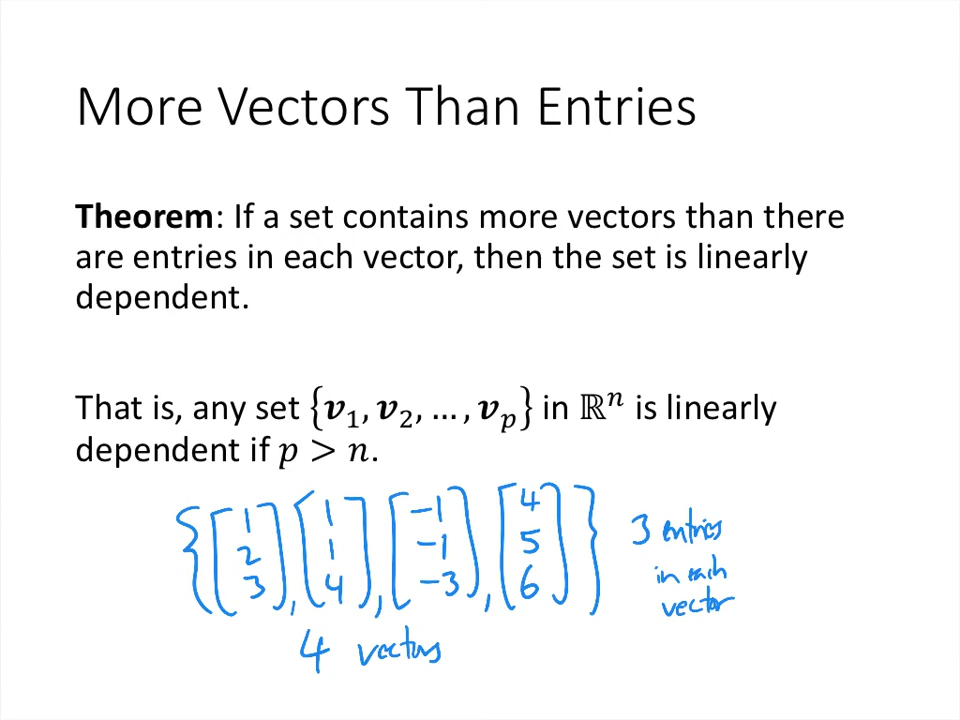 More Vectors Than Entries
Theorem: If a set contains more vectors than there
are entries in each vector, then the set is linearly
dependent.
That is, any set {𝒗₁, 𝒗₂, … , 𝒗ₚ} in ℝⁿ is linearly
dependent if 𝑝 > 𝑛.
{[1 2 3], [1 1 4], [-1 -1 -3], [4 5 6]}
3 entries
in each
vector
4 vectors